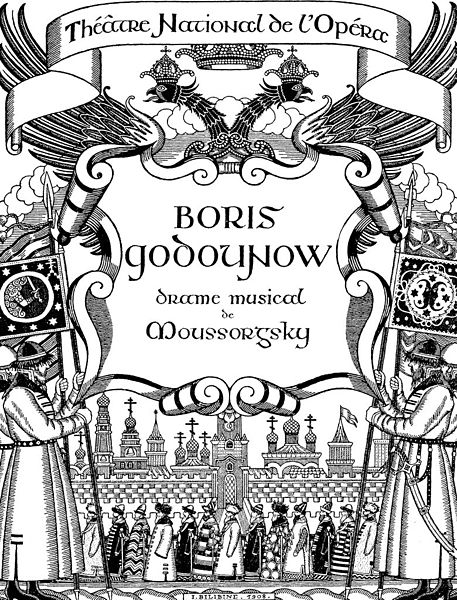 Théâtre National de l'Opéra
BORIS
GODOUNOW
drame musical
de
Moussorgsky
I. BILIBINE. 1908.